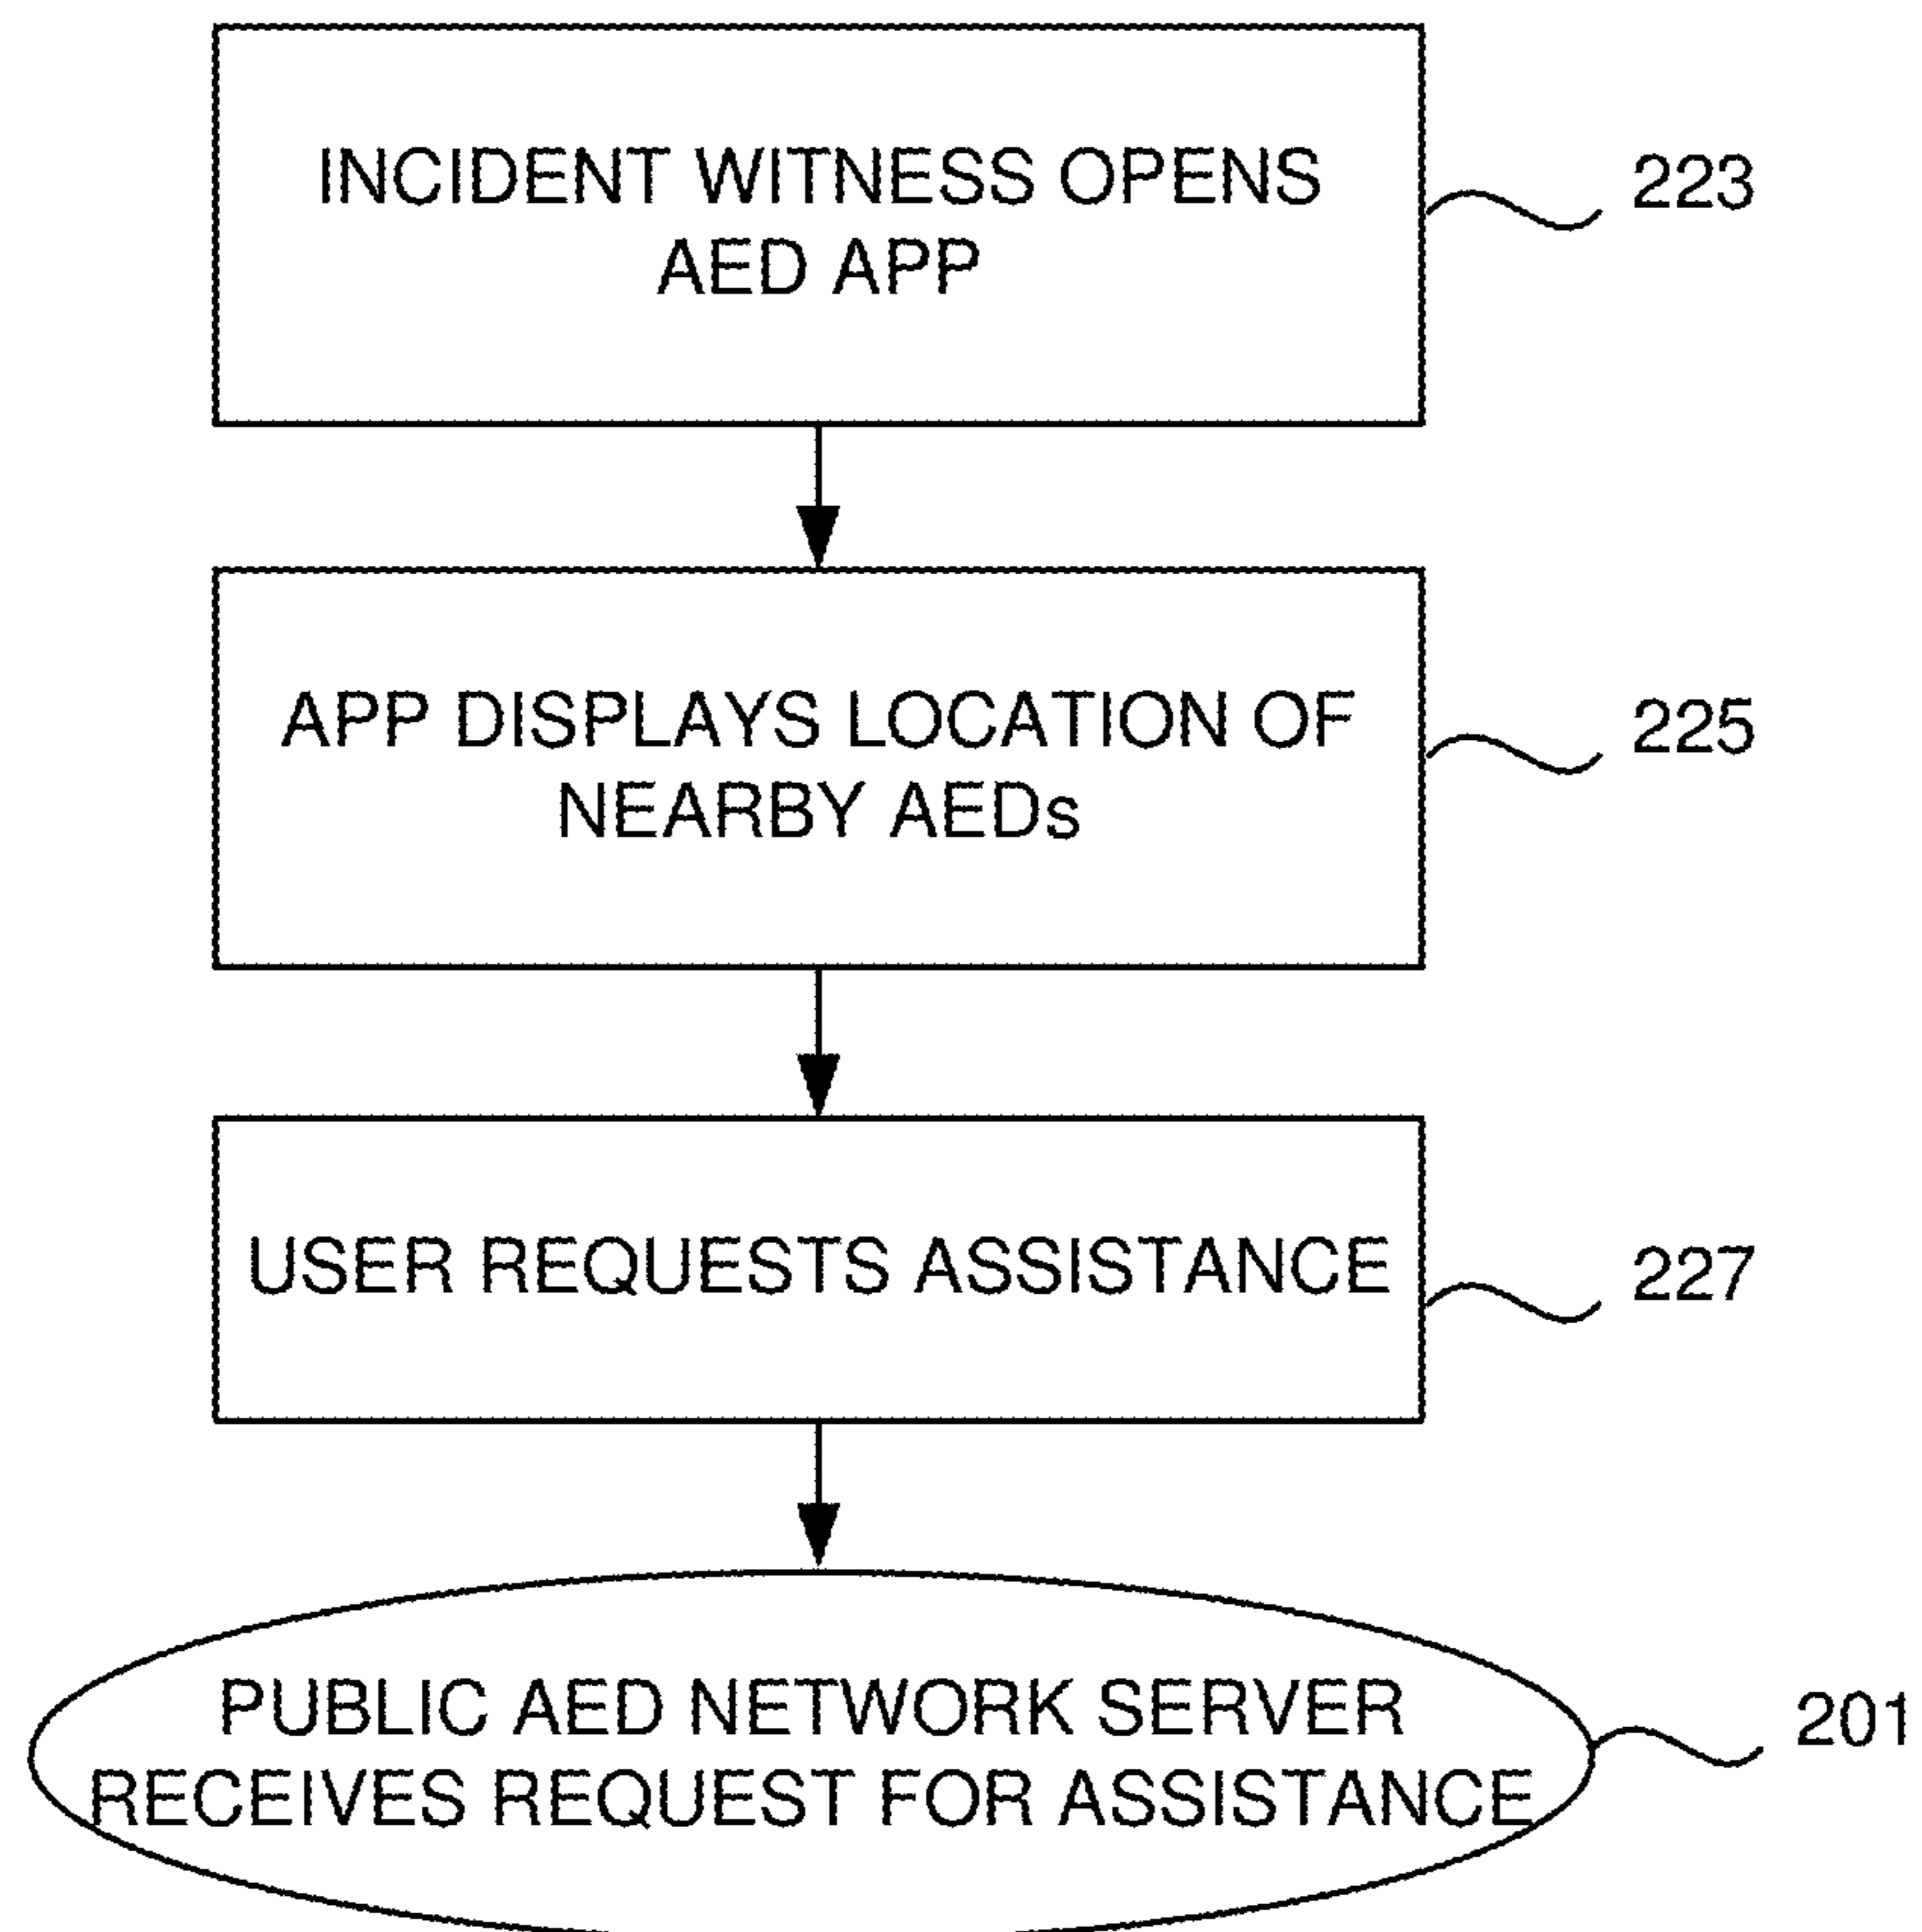 INCIDENT WITNESS OPENS
AED APP
223
APP DISPLAYS LOCATION OF
NEARBY AEDs
225
USER REQUESTS ASSISTANCE
227
PUBLIC AED NETWORK SERVER
RECEIVES REQUEST FOR ASSISTANCE
201